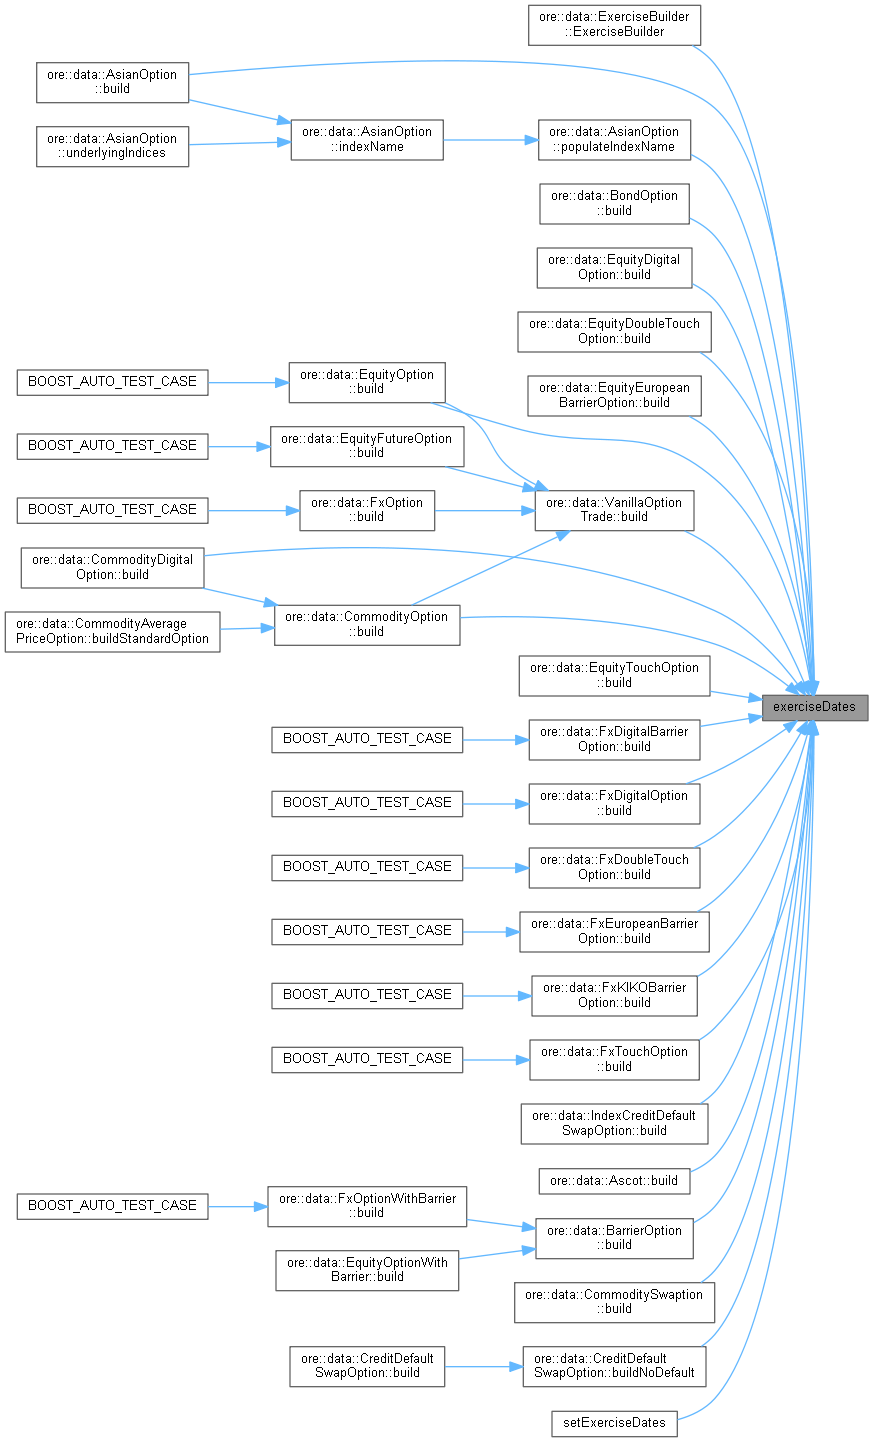 ore::data::ExerciseBuilder
::ExerciseBuilder
ore::data::AsianOption
::build
ore::data::AsianOption
::underlyingIndices
ore::data::AsianOption
::indexName
ore::data::AsianOption
::populateIndexName
ore::data::BondOption
::build
ore::data::EquityDigital
Option::build
ore::data::EquityDoubleTouch
Option::build
ore::data::EquityEuropean
BarrierOption::build
BOOST_AUTO_TEST_CASE
ore::data::EquityOption
::build
BOOST_AUTO_TEST_CASE
ore::data::EquityFutureOption
::build
BOOST_AUTO_TEST_CASE
ore::data::FxOption
::build
ore::data::VanillaOption
Trade::build
ore::data::CommodityDigital
Option::build
ore::data::CommodityAverage
PriceOption::buildStandardOption
ore::data::CommodityOption
::build
ore::data::EquityTouchOption
::build
exerciseDates
BOOST_AUTO_TEST_CASE
ore::data::FxDigitalBarrier
Option::build
BOOST_AUTO_TEST_CASE
ore::data::FxDigitalOption
::build
BOOST_AUTO_TEST_CASE
ore::data::FxDoubleTouch
Option::build
BOOST_AUTO_TEST_CASE
ore::data::FxEuropeanBarrier
Option::build
BOOST_AUTO_TEST_CASE
ore::data::FxKIKOBarrier
Option::build
BOOST_AUTO_TEST_CASE
ore::data::FxTouchOption
::build
ore::data::IndexCreditDefault
SwapOption::build
ore::data::Ascot::build
BOOST_AUTO_TEST_CASE
ore::data::FxOptionWithBarrier
::build
ore::data::BarrierOption
::build
ore::data::EquityOptionWith
Barrier::build
ore::data::CommoditySwaption
::build
ore::data::CreditDefault
SwapOption::build
ore::data::CreditDefault
SwapOption::buildNoDefault
setExerciseDates